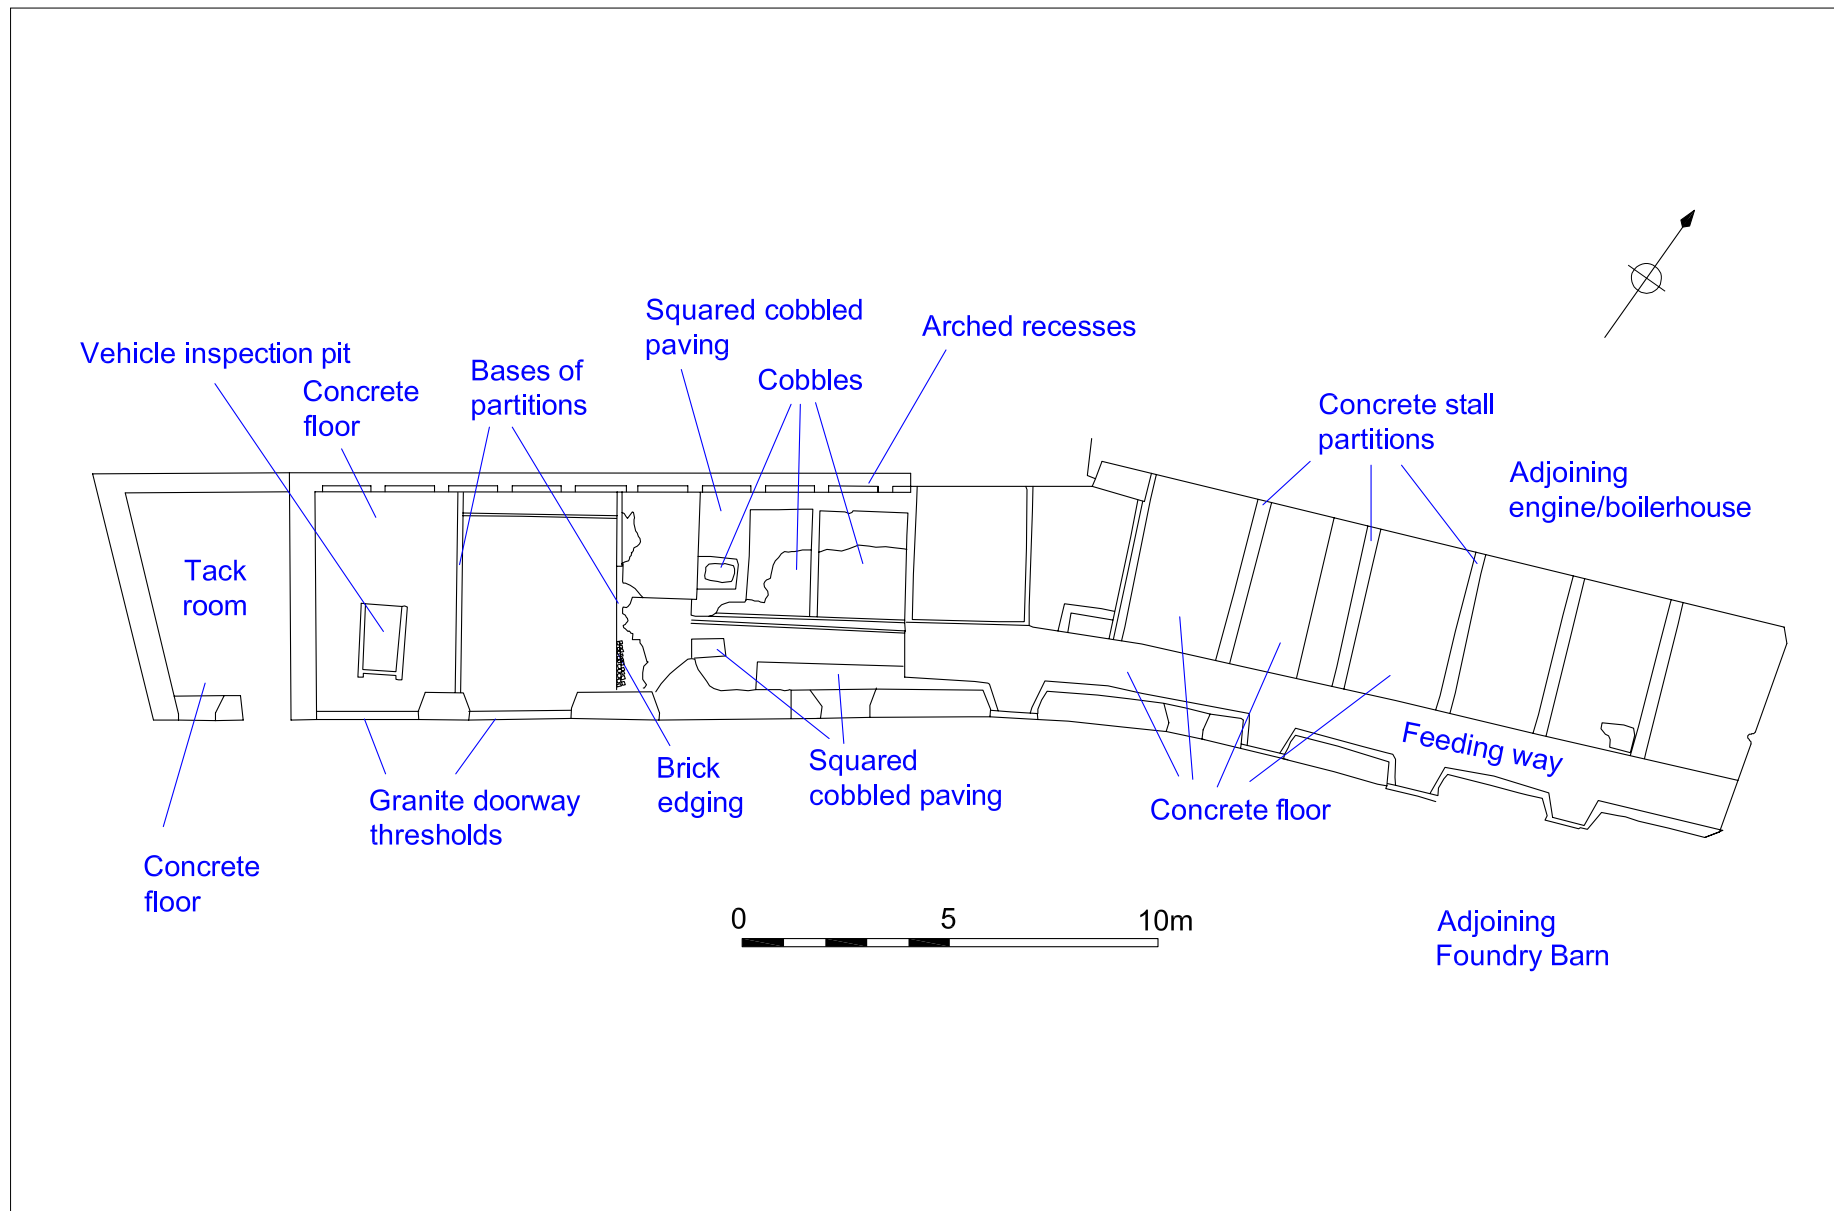 Squared cobbled
paving
Arched recesses
Vehicle inspection pit
Bases of
partitions
Cobbles
Concrete
floor
Concrete stall
partitions
Adjoining
engine/boilerhouse
Tack
room
Feeding way
Brick
edging
Squared
cobbled paving
Granite doorway
thresholds
Concrete floor
Concrete
floor
0 5 10m
Adjoining
Foundry Barn